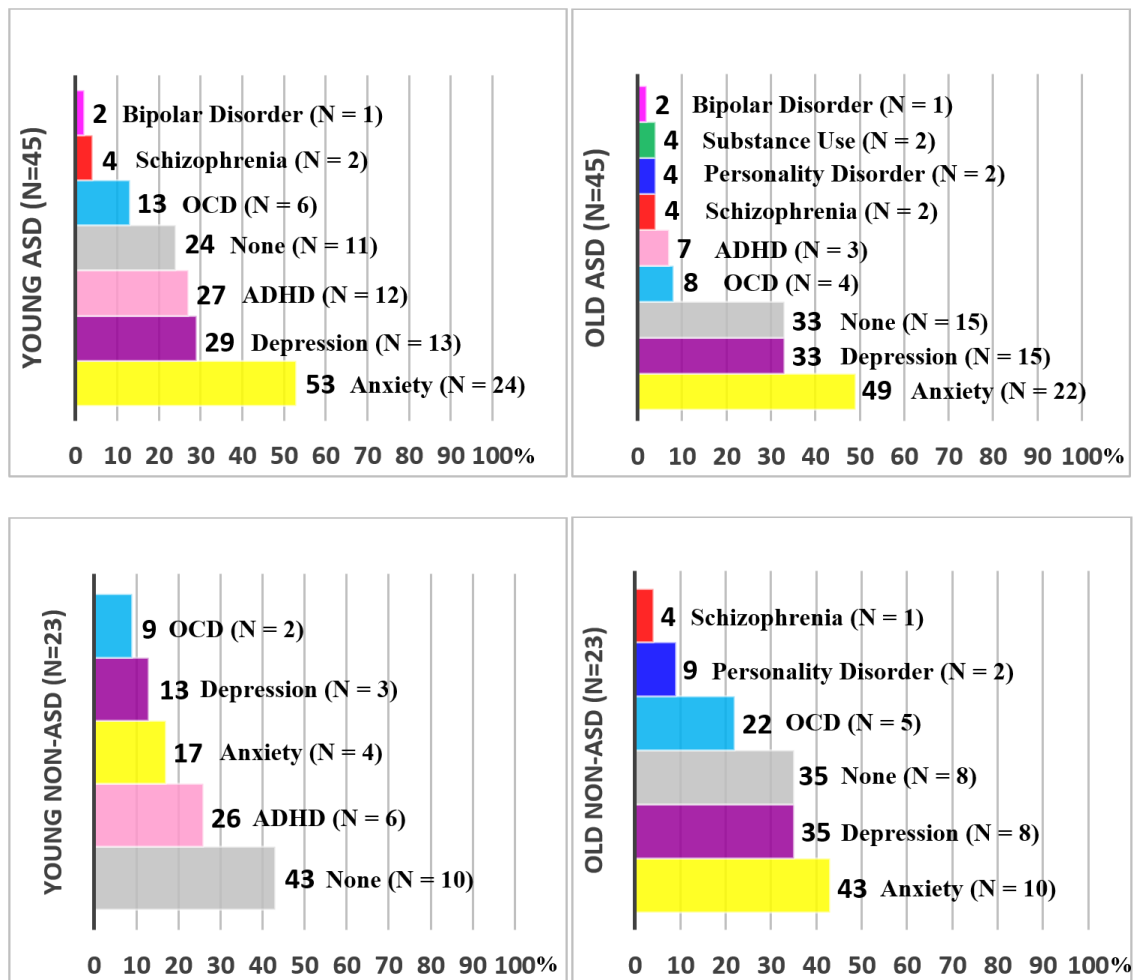 YOUNG ASD (N=45)
2 Bipolar Disorder (N = 1)
4 Schizophrenia (N = 2)
13 OCD (N = 6)
24 None (N = 11)
27 ADHD (N = 12)
29 Depression (N = 13)
53 Anxiety (N = 24)
0 10 20 30 40 50 60 70 80 90 100%
OLD ASD (N=45)
2 Bipolar Disorder (N = 1)
4 Substance Use (N = 2)
4 Personality Disorder (N = 2)
4 Schizophrenia (N = 2)
7 ADHD (N = 3)
8 OCD (N = 4)
33 None (N = 15)
33 Depression (N = 15)
49 Anxiety (N = 22)
0 10 20 30 40 50 60 70 80 90 100%
YOUNG NON-ASD (N=23)
9 OCD (N = 2)
13 Depression (N = 3)
17 Anxiety (N = 4)
26 ADHD (N = 6)
43 None (N = 10)
0 10 20 30 40 50 60 70 80 90 100%
OLD NON-ASD (N=23)
4 Schizophrenia (N = 1)
9 Personality Disorder (N = 2)
22 OCD (N = 5)
35 None (N = 8)
35 Depression (N = 8)
43 Anxiety (N = 10)
0 10 20 30 40 50 60 70 80 90 100%